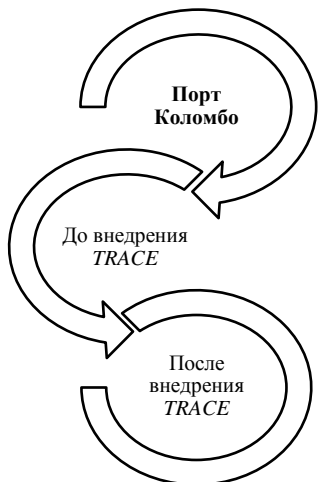 Порт
Коломбо
До внедрения
TRACE
После
внедрения
TRACE